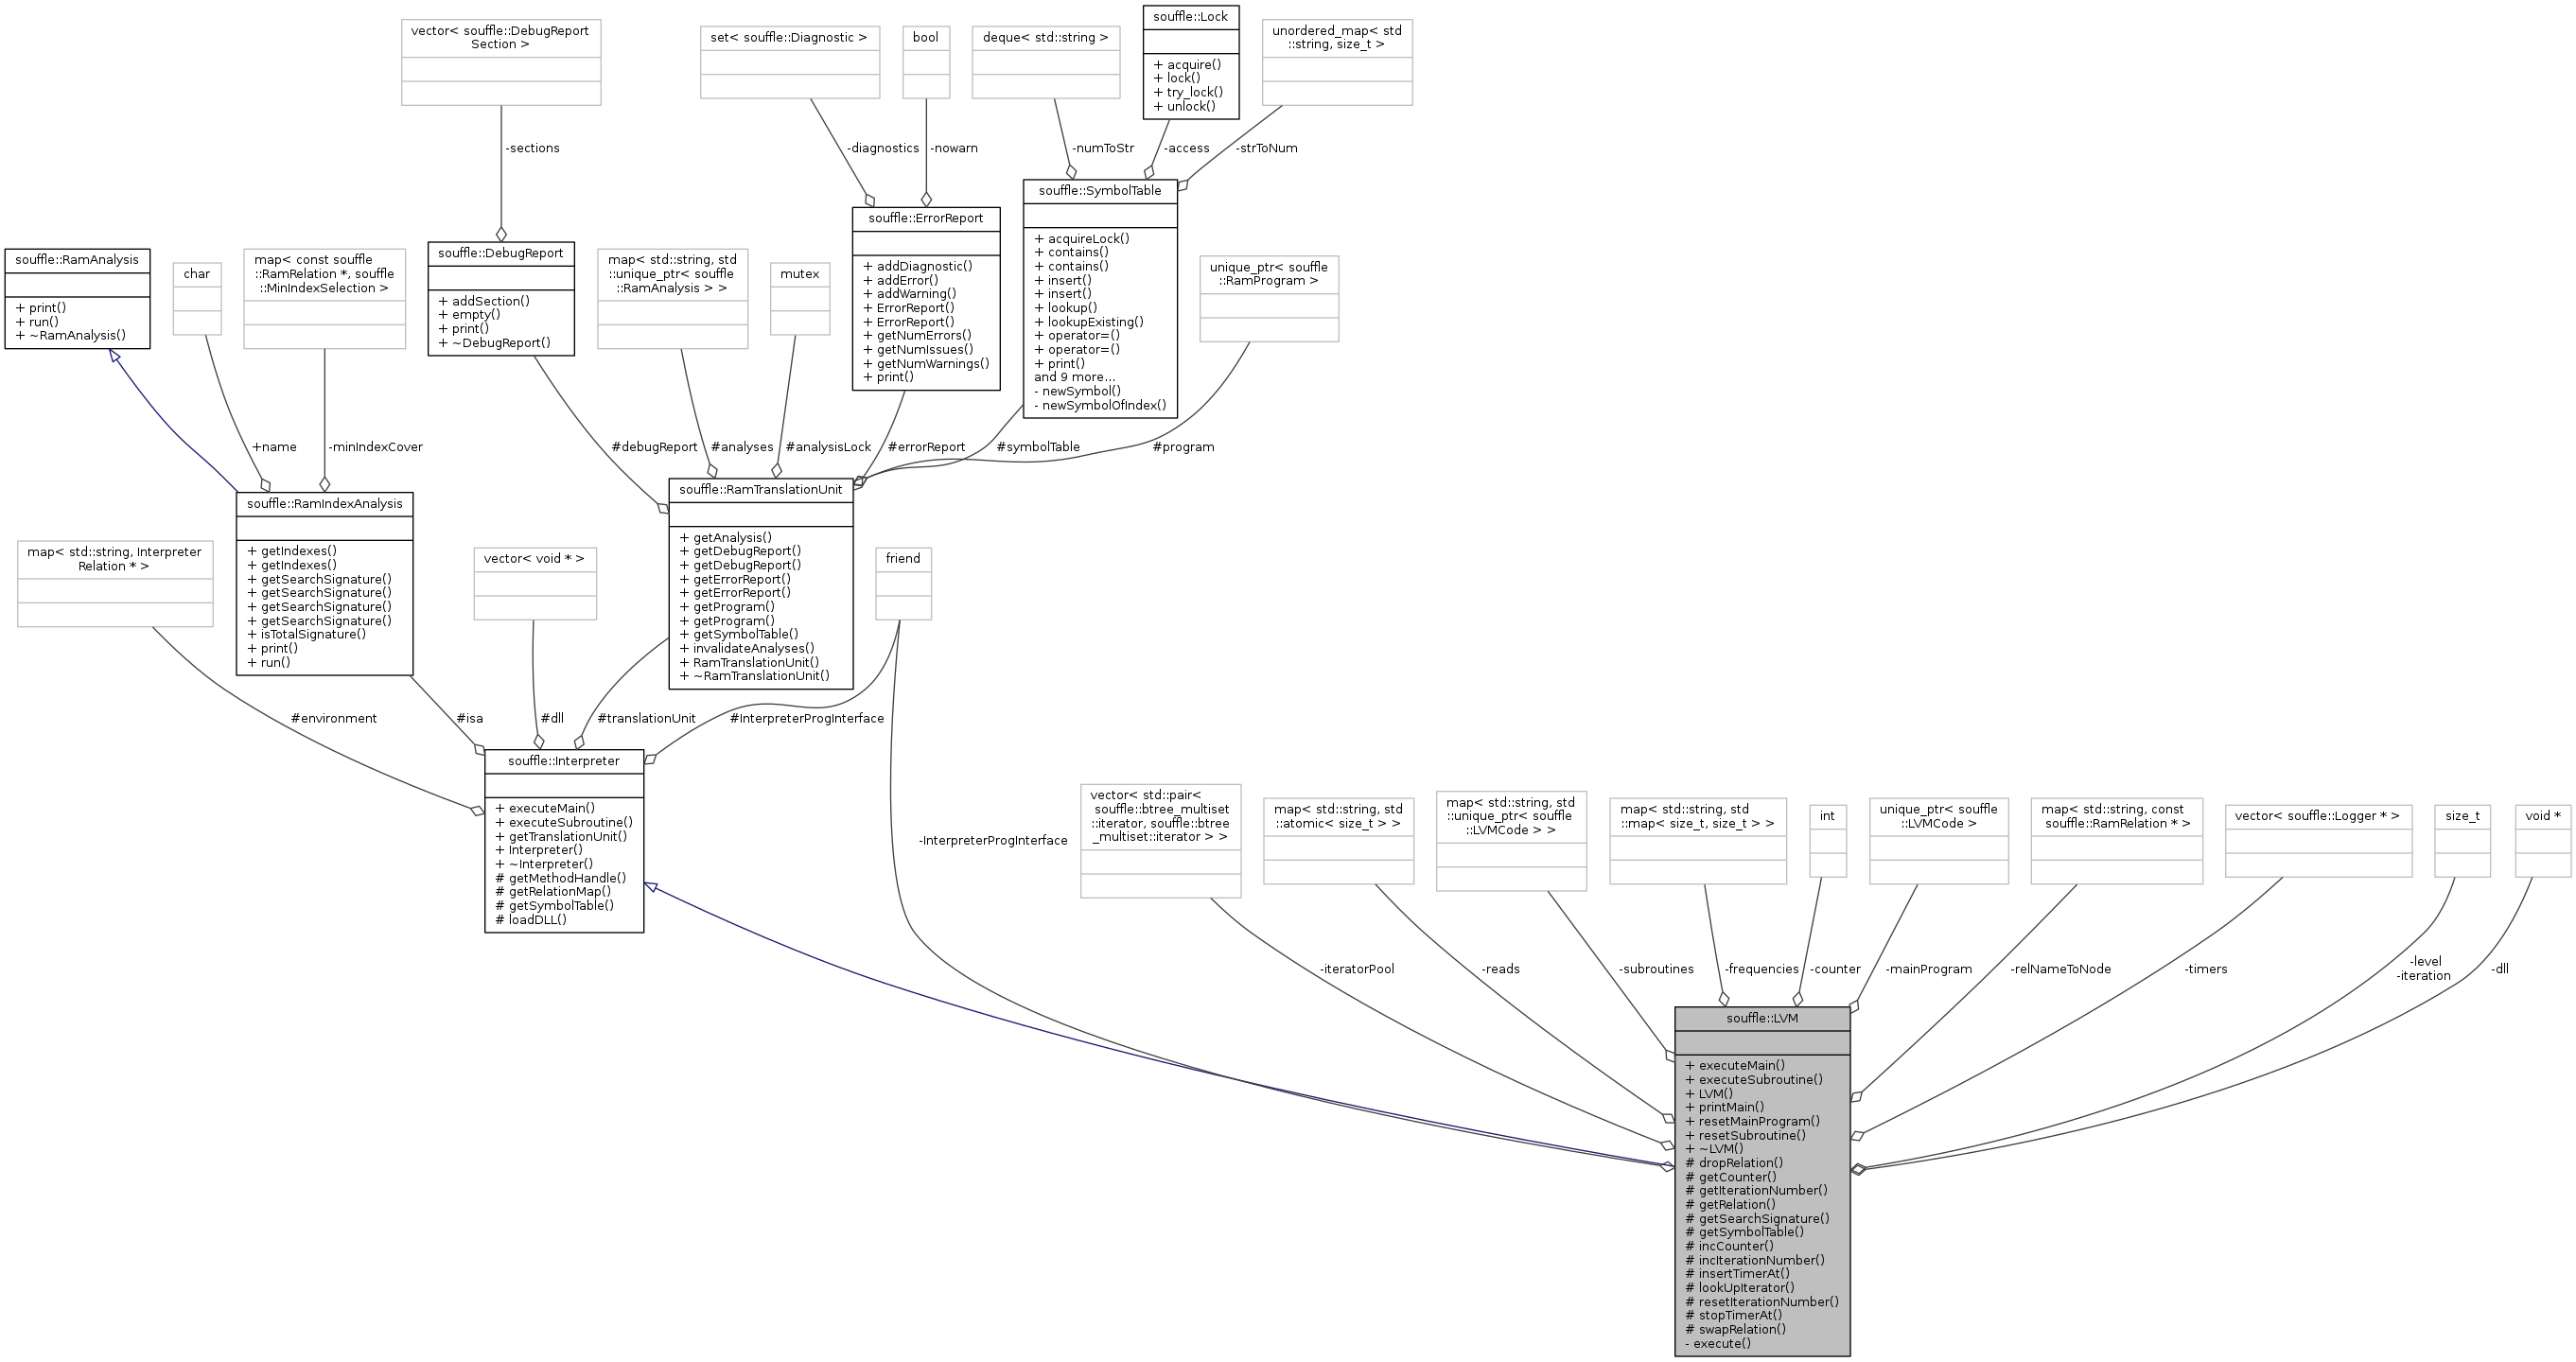 vector< souffle::DebugReport
Section >
set< souffle::Diagnostic >
bool
deque< std::string >
souffle::Lock
+ acquire()
+ lock()
+ try_lock()
+ unlock()
unordered_map< std
::string, size_t >
-sections
-diagnostics
-nowarn
-numToStr
-access
-strToNum
souffle::RamAnalysis
+ print()
+ run()
+ ~RamAnalysis()
char
map< const souffle
::RamRelation *, souffle
::MinIndexSelection >
souffle::DebugReport
+ addSection()
+ empty()
+ print()
+ ~DebugReport()
map< std::string, std
::unique_ptr< souffle
::RamAnalysis > >
mutex
souffle::ErrorReport
+ addDiagnostic()
+ addError()
+ addWarning()
+ ErrorReport()
+ ErrorReport()
+ getNumErrors()
+ getNumIssues()
+ getNumWarnings()
+ print()
souffle::SymbolTable
+ acquireLock()
+ contains()
+ contains()
+ insert()
+ insert()
+ lookup()
+ lookupExisting()
+ operator=()
+ operator=()
+ print()
and 9 more...
- newSymbol()
- newSymbolOfIndex()
unique_ptr< souffle
::RamProgram >
+name
-minIndexCover
#debugReport
#analyses
#analysisLock
#errorReport
#symbolTable
#program
map< std::string, Interpreter
Relation * >
souffle::RamIndexAnalysis
+ getIndexes()
+ getIndexes()
+ getSearchSignature()
+ getSearchSignature()
+ getSearchSignature()
+ getSearchSignature()
+ isTotalSignature()
+ print()
+ run()
vector< void * >
souffle::RamTranslationUnit
+ getAnalysis()
+ getDebugReport()
+ getDebugReport()
+ getErrorReport()
+ getErrorReport()
+ getProgram()
+ getProgram()
+ getSymbolTable()
+ invalidateAnalyses()
+ RamTranslationUnit()
+ ~RamTranslationUnit()
friend
#environment
#isa
#dll
#translationUnit
#InterpreterProgInterface
souffle::Interpreter
+ executeMain()
+ executeSubroutine()
+ getTranslationUnit()
+ Interpreter()
+ ~Interpreter()
# getMethodHandle()
# getRelationMap()
# getSymbolTable()
# loadDLL()
-InterpreterProgInterface
vector< std::pair<
souffle::btree_multiset
::iterator, souffle::btree
_multiset::iterator > >
map< std::string, std
::atomic< size_t > >
map< std::string, std
::unique_ptr< souffle
::LVMCode > >
map< std::string, std
::map< size_t, size_t > >
int
unique_ptr< souffle
::LVMCode >
map< std::string, const
souffle::RamRelation * >
vector< souffle::Logger * >
size_t
void *
-iteratorPool
-reads
-subroutines
-frequencies
-counter
-mainProgram
-relNameToNode
-timers
-level
-iteration
-dll
souffle::LVM
+ executeMain()
+ executeSubroutine()
+ LVM()
+ printMain()
+ resetMainProgram()
+ resetSubroutine()
+ ~LVM()
# dropRelation()
# getCounter()
# getIterationNumber()
# getRelation()
# getSearchSignature()
# getSymbolTable()
# incCounter()
# incIterationNumber()
# insertTimerAt()
# lookUpIterator()
# resetIterationNumber()
# stopTimerAt()
# swapRelation()
- execute()